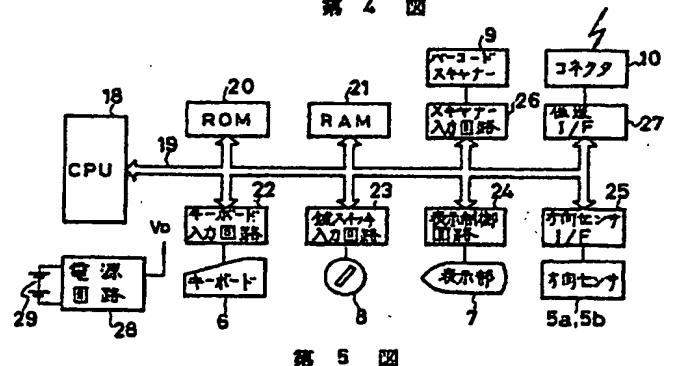 第 4 図
9
バーコード
スキャナー
コネクタ
10
18
20
21
ROM
RAM
スキャナー
入力回路
26
伝送
I/F
27
CPU
19
22
23
24
25
キーボード
入力回路
鍵スイッチ
入力回路
表示制御
回路
方向センサ
I/F
VD
電源
回路
29
28
キーボード
6
8
表示部
7
方向センサ
5a,5b
第 5 図